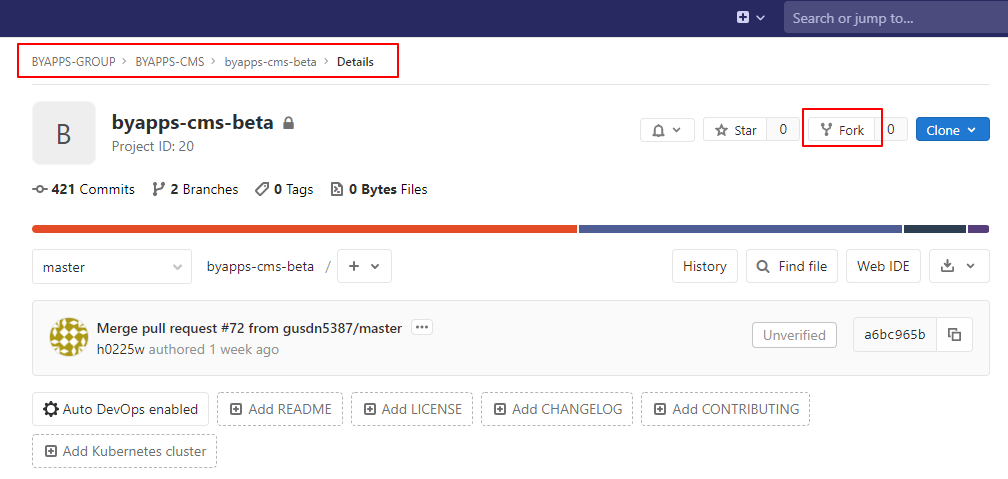 Search or jump to...
BYAPPS-GROUP > BYAPPS-CMS > byapps-cms-beta > Details
B
byapps-cms-beta
Project ID: 20
Star 0 Fork 0 Clone
421 Commits 2 Branches 0 Tags 0 Bytes Files
master byapps-cms-beta / + History Find file Web IDE
Merge pull request #72 from gusdn5387/master ...
h0225w authored 1 week ago
Unverified a6bc965b
Auto DevOps enabled Add README Add LICENSE Add CHANGELOG Add CONTRIBUTING
Add Kubernetes cluster